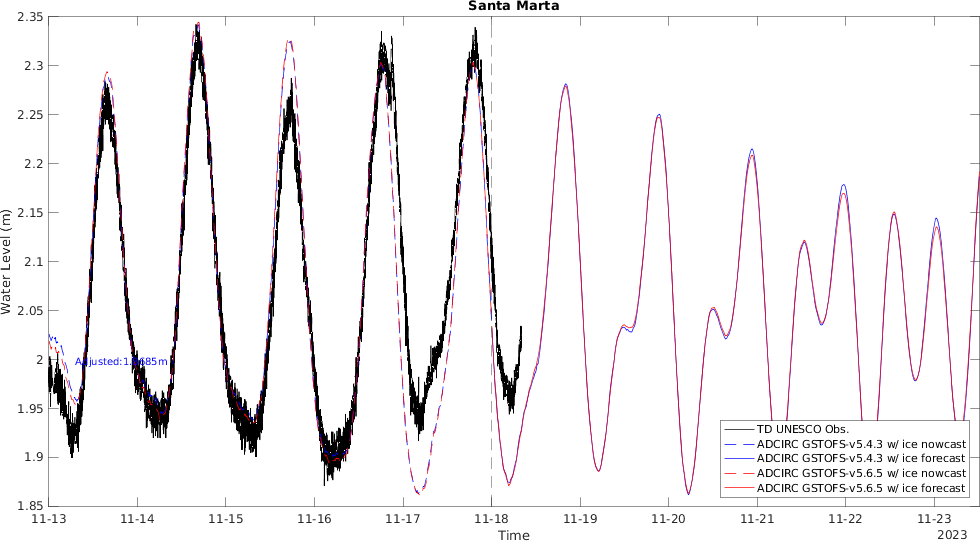 Santa Marta
2.35
2.3
2.25
2.2
2.15
2.1
2.05
2
1.95
1.9
1.85
Water Level (m)
11-13
11-14
11-15
11-16
11-17
11-18
11-19
11-20
11-21
11-22
11-23
Time
2023
TD UNESCO Obs.
ADCIRC GSTOFS-v5.4.3 w/ ice nowcast
ADCIRC GSTOFS-v5.4.3 w/ ice forecast
ADCIRC GSTOFS-v5.6.5 w/ ice nowcast
ADCIRC GSTOFS-v5.6.5 w/ ice forecast